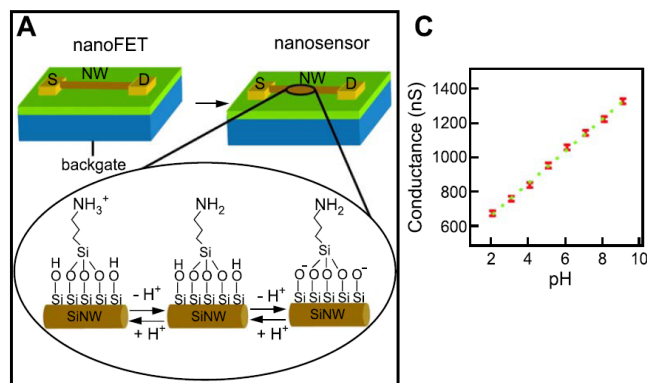 A
nanoFET
nanosensor
S NW D
S NW D
backgate
NH₃⁺
NH₂
NH₂
Si
Si
Si
H H
H H
O O O O O
O O O O O
O⁻ O O O O⁻
- H⁺
- H⁺
Si Si Si Si Si
Si Si Si Si Si
Si Si Si Si Si
SiNW
SiNW
SiNW
+ H⁺
+ H⁺
C
Conductance (nS)
1400
1200
1000
800
600
2 4 6 8 10
pH